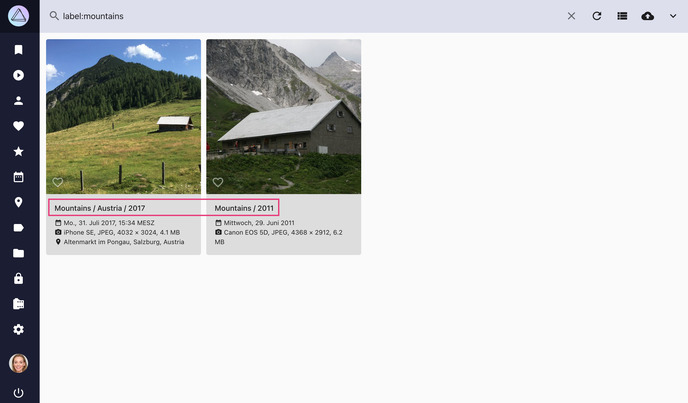 label:mountains
Mountains / Austria / 2017
Mo., 31. Juli 2017, 15:34 MESZ
iPhone SE, JPEG, 4032 × 3024, 4.1 MB
Altenmarkt im Pongau, Salzburg, Austria
Mountains / 2011
Mittwoch, 29. Juni 2011
Canon EOS 5D, JPEG, 4368 × 2912, 6.2
MB